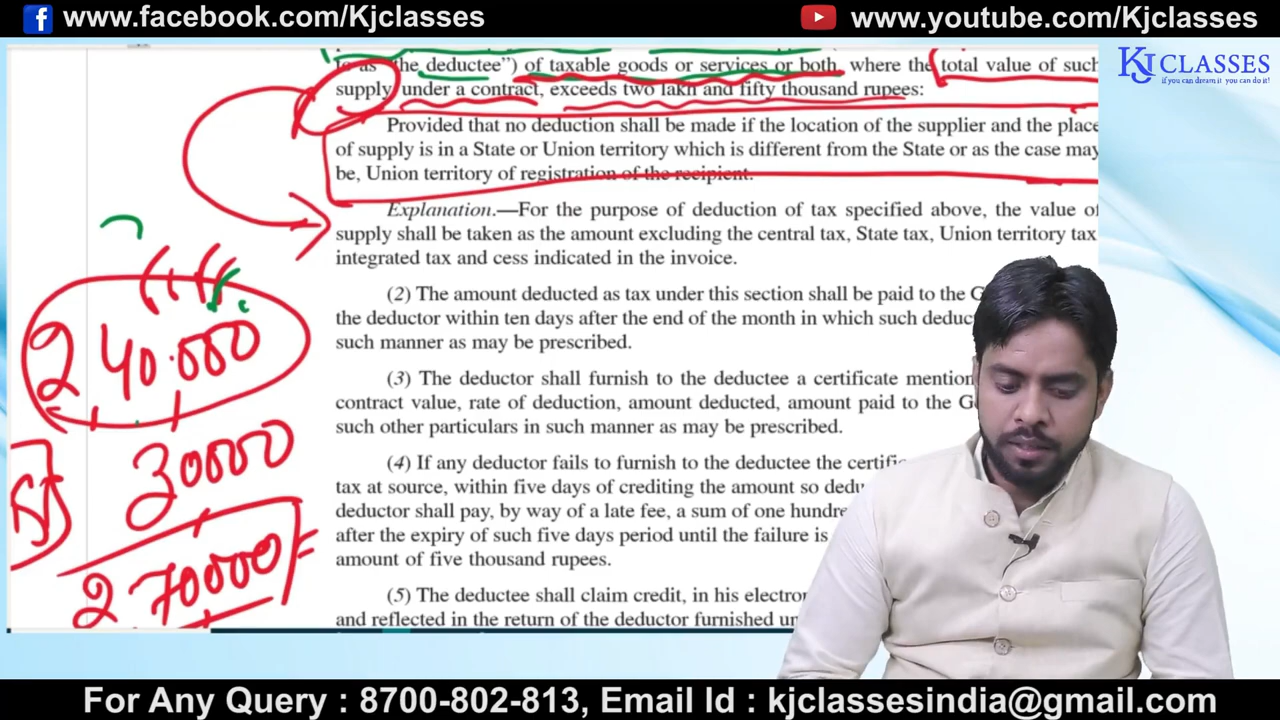 www.facebook.com/Kjclasses
www.youtube.com/Kjclasses
KJ CLASSES
if you can dream it you can do it!
to as "the deductee") of taxable goods or services or both, where the total value of such
supply, under a contract, exceeds two lakh and fifty thousand rupees:
Provided that no deduction shall be made if the location of the supplier and the place
of supply is in a State or Union territory which is different from the State or as the case may
be, Union territory of registration of the recipient.
Explanation.—For the purpose of deduction of tax specified above, the value of
supply shall be taken as the amount excluding the central tax, State tax, Union territory tax
integrated tax and cess indicated in the invoice.
(2) The amount deducted as tax under this section shall be paid to the G
the deductor within ten days after the end of the month in which such deduc
such manner as may be prescribed.
(3) The deductor shall furnish to the deductee a certificate mention
contract value, rate of deduction, amount deducted, amount paid to the G
such other particulars in such manner as may be prescribed.
(4) If any deductor fails to furnish to the deductee the certific
tax at source, within five days of crediting the amount so dedu
deductor shall pay, by way of a late fee, a sum of one hundre
after the expiry of such five days period until the failure is
amount of five thousand rupees.
(5) The deductee shall claim credit, in his electron
and reflected in the return of the deductor furnished un
240.000
30000
270000
For Any Query : 8700-802-813, Email Id : kjclassesindia@gmail.com